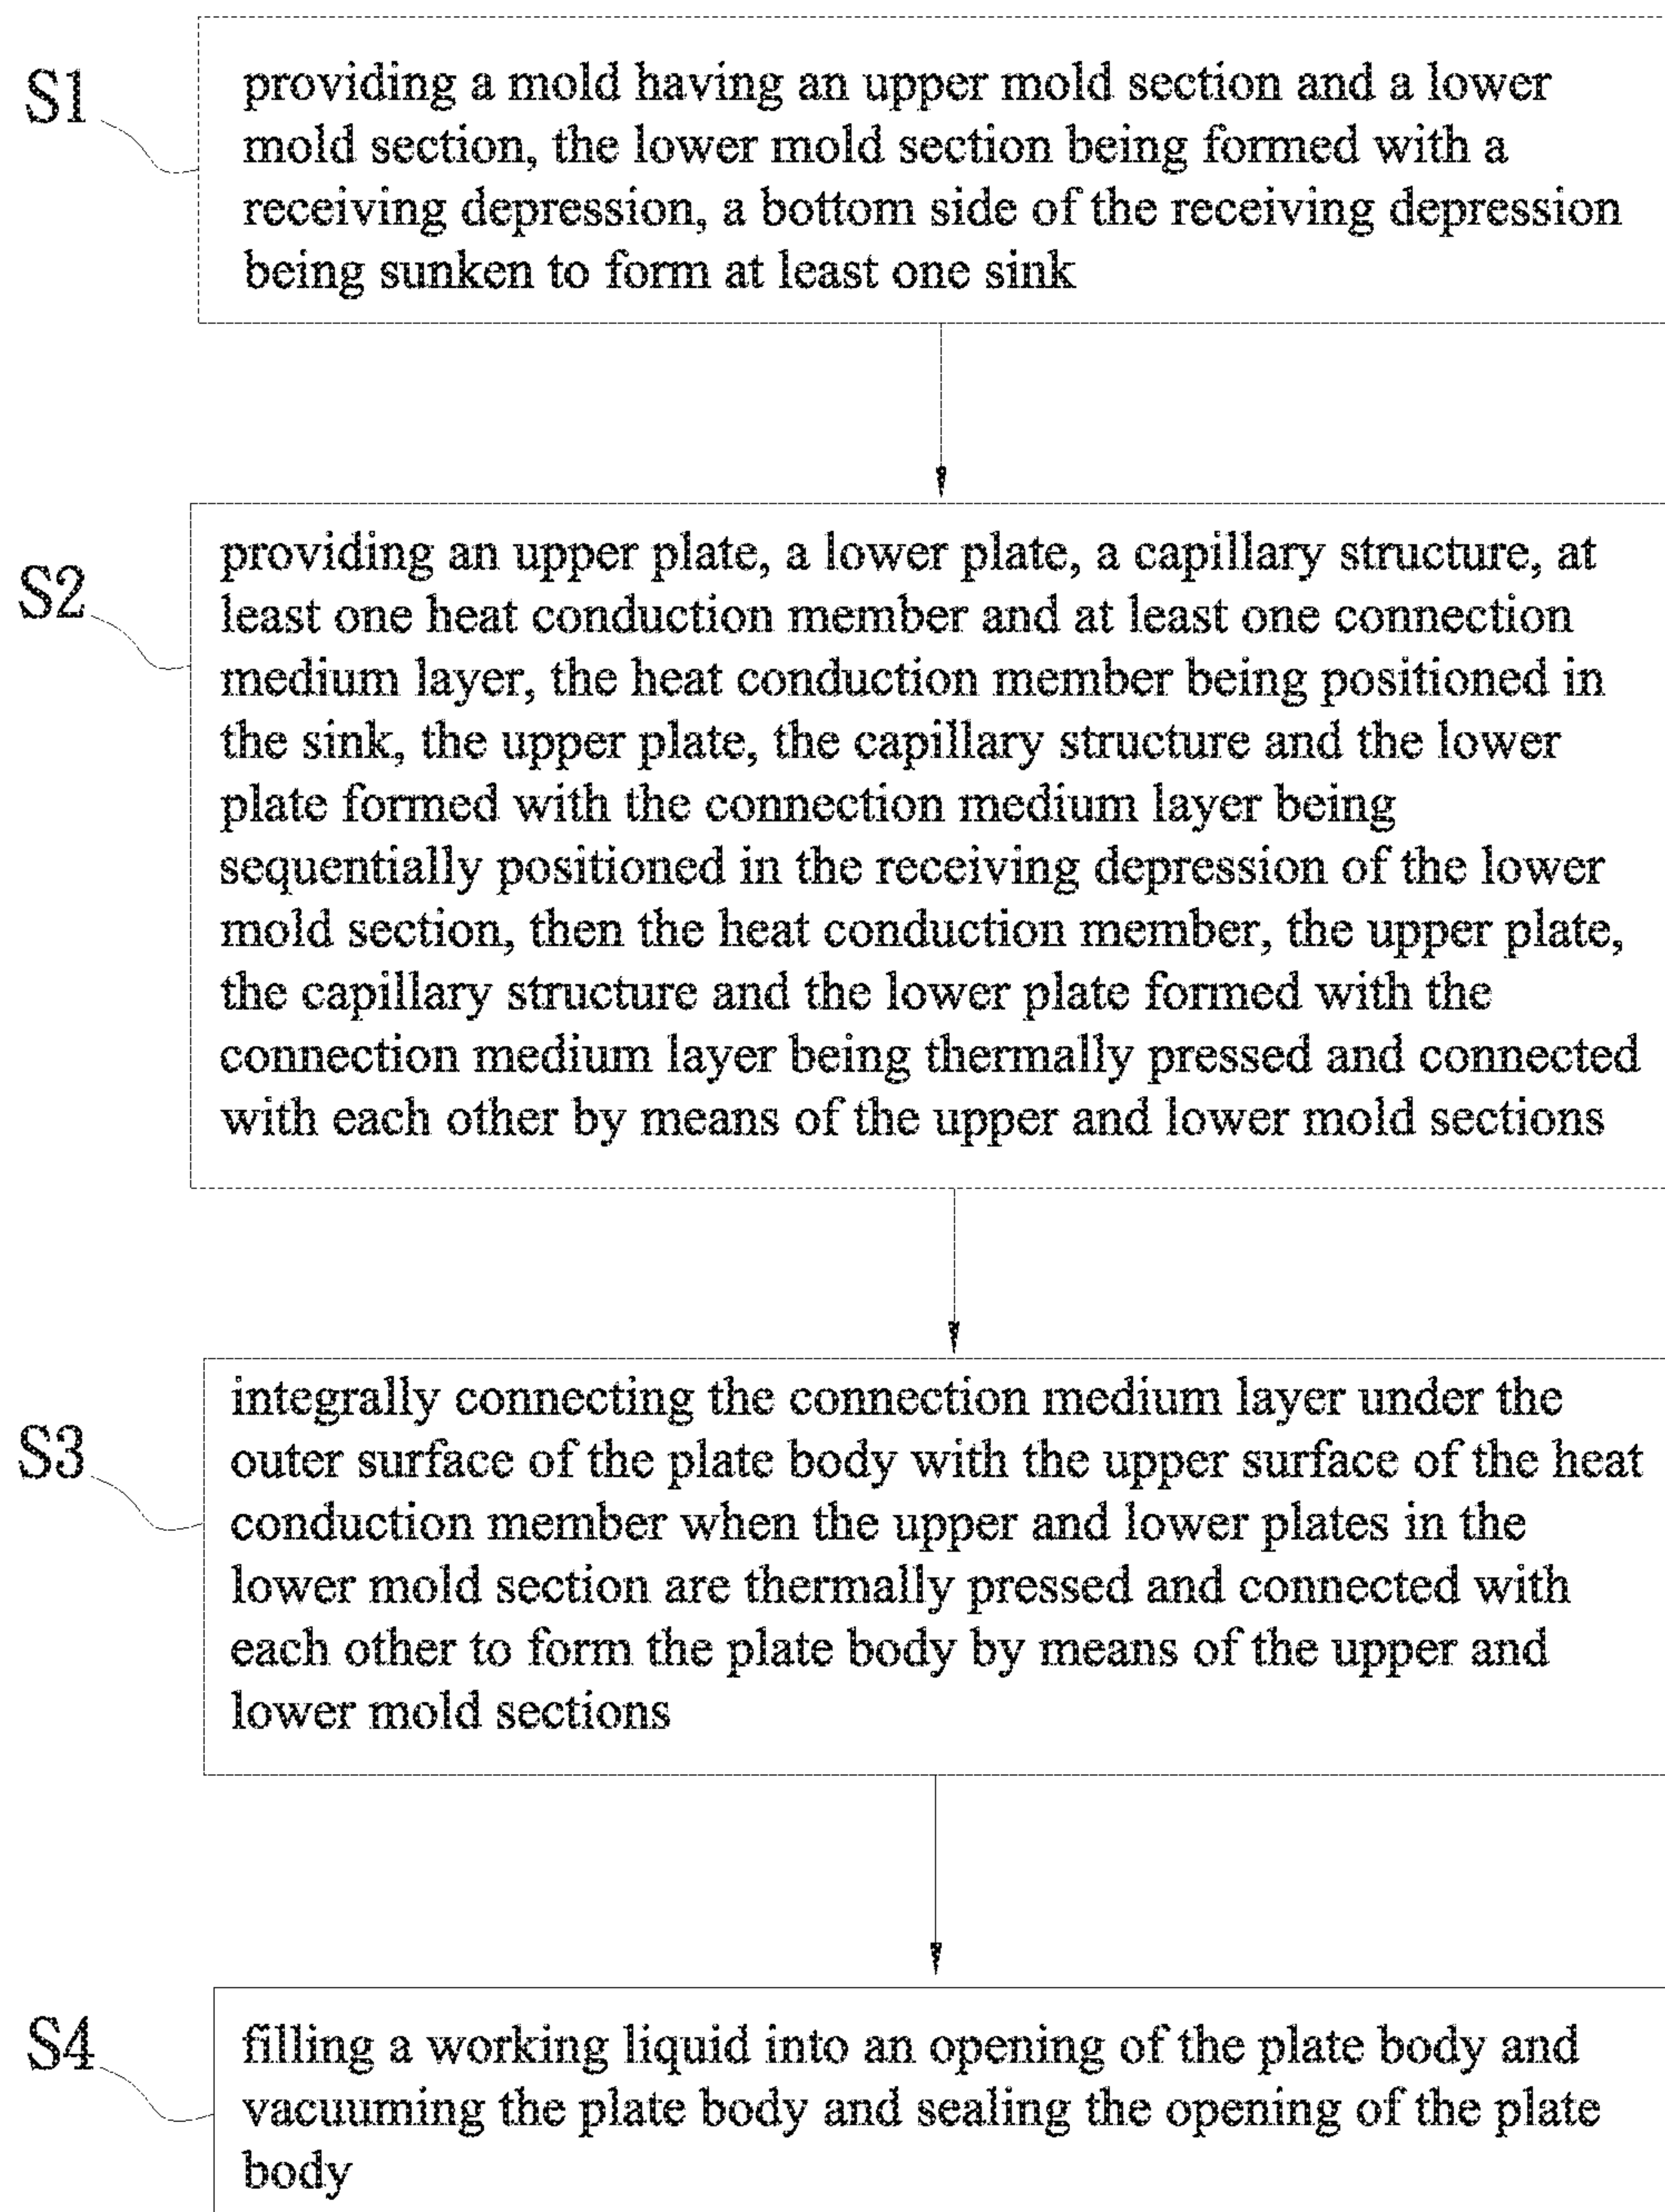 S1
providing a mold having an upper mold section and a lower
mold section, the lower mold section being formed with a
receiving depression, a bottom side of the receiving depression
being sunken to form at least one sink
S2
providing an upper plate, a lower plate, a capillary structure, at
least one heat conduction member and at least one connection
medium layer, the heat conduction member being positioned in
the sink, the upper plate, the capillary structure and the lower
plate formed with the connection medium layer being
sequentially positioned in the receiving depression of the lower
mold section, then the heat conduction member, the upper plate,
the capillary structure and the lower plate formed with the
connection medium layer being thermally pressed and connected
with each other by means of the upper and lower mold sections
S3
integrally connecting the connection medium layer under the
outer surface of the plate body with the upper surface of the heat
conduction member when the upper and lower plates in the
lower mold section are thermally pressed and connected with
each other to form the plate body by means of the upper and
lower mold sections
S4
filling a working liquid into an opening of the plate body and
vacuuming the plate body and sealing the opening of the plate
body